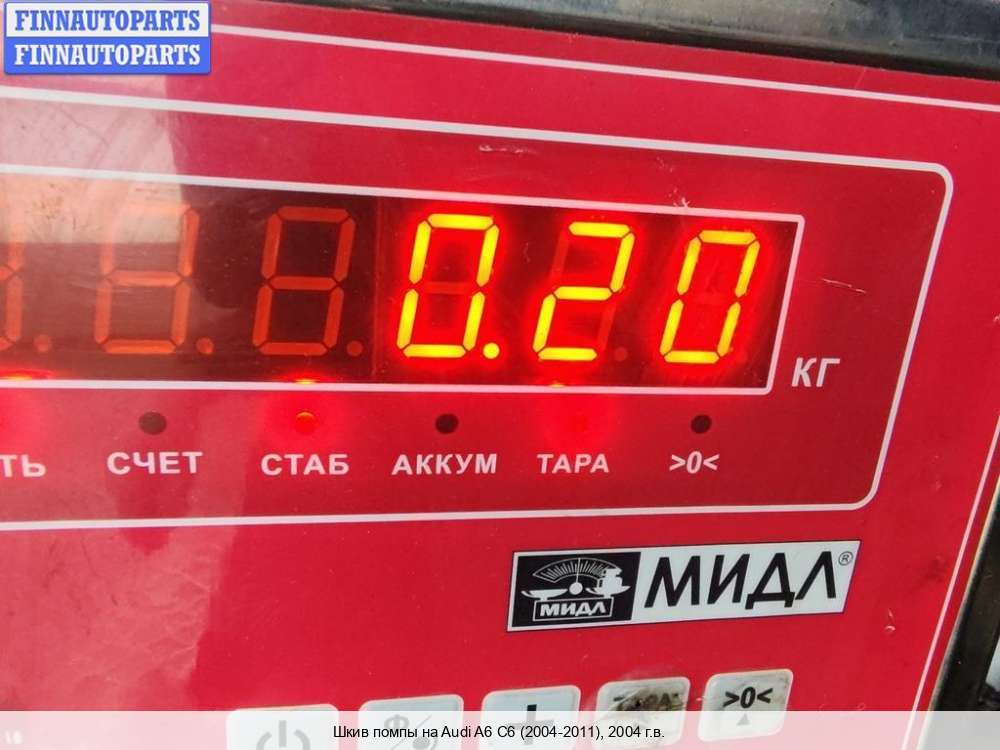 FINNAUTOPARTS
FINNAUTOPARTS
0.20
КГ
ТЬ СЧЕТ СТАБ АККУМ ТАРА >0<
МИДЛ МИДЛ®
>0<
Шкив помпы на Audi A6 C6 (2004-2011), 2004 г.в.